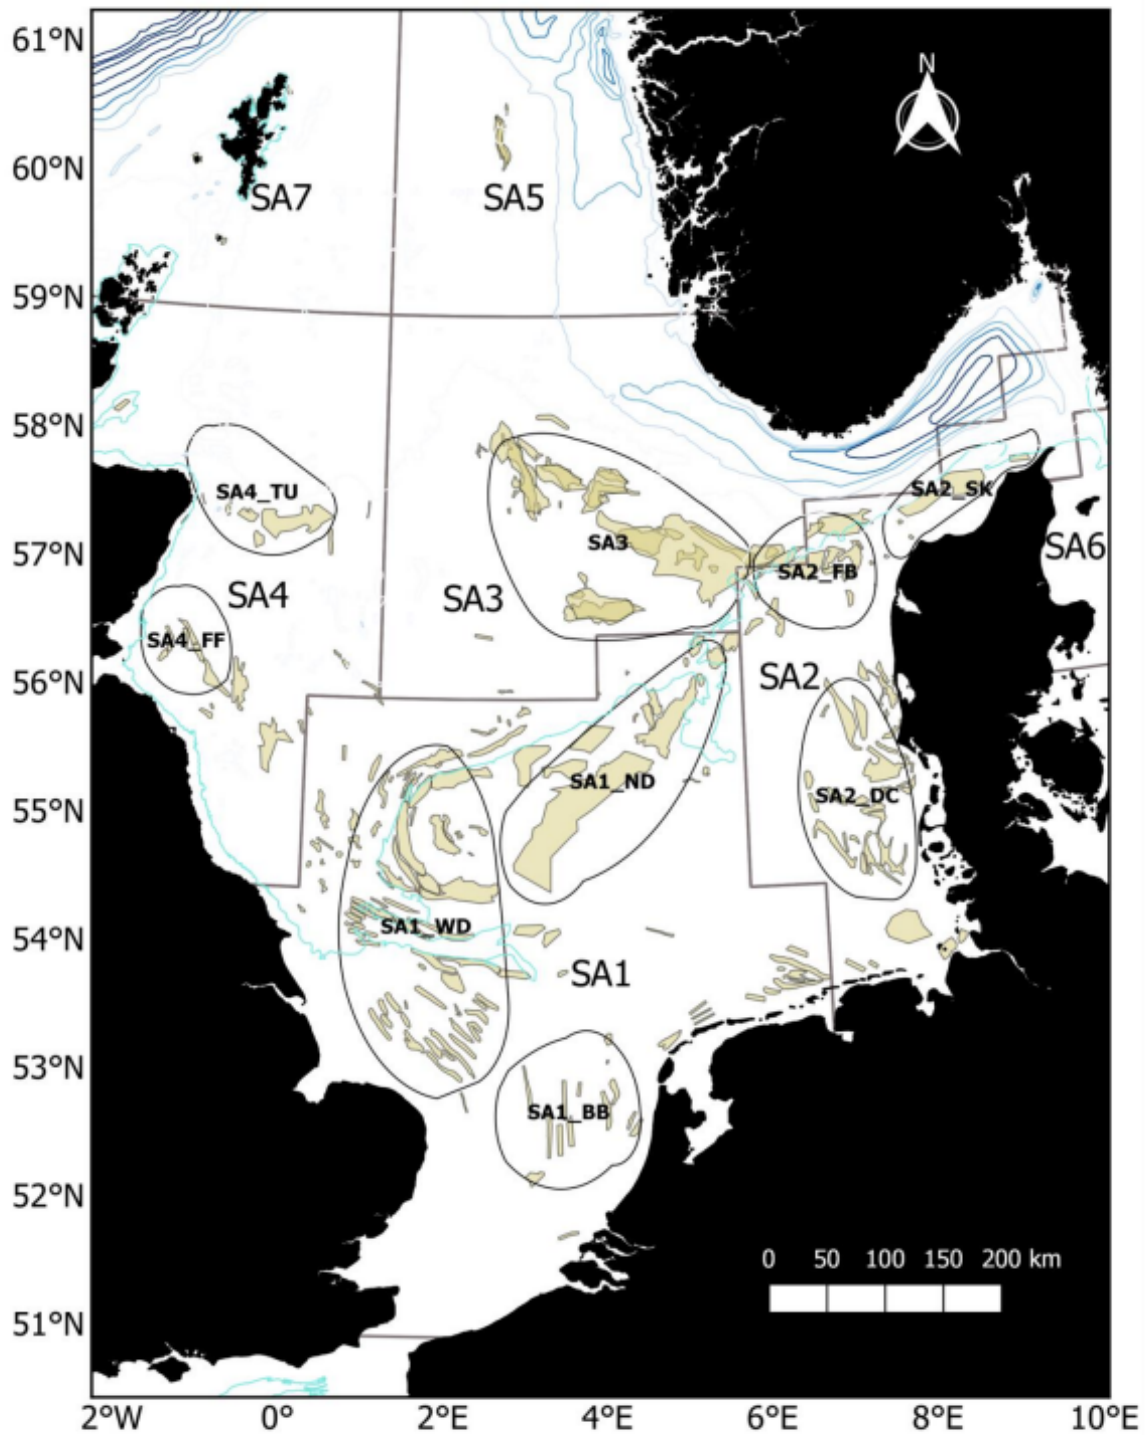 61°N
N
60°N
SA7
SA5
59°N
58°N
SA4_TU
SA2_SK
SA3
57°N
SA2_FB
SA6
SA4
SA3
SA4_FF
56°N
SA2
SA1_ND
SA2_DC
55°N
54°N
SA1_WD
SA1
53°N
SA1_BB
52°N
0 50 100 150 200 km
51°N
2°W 0° 2°E 4°E 6°E 8°E 10°E